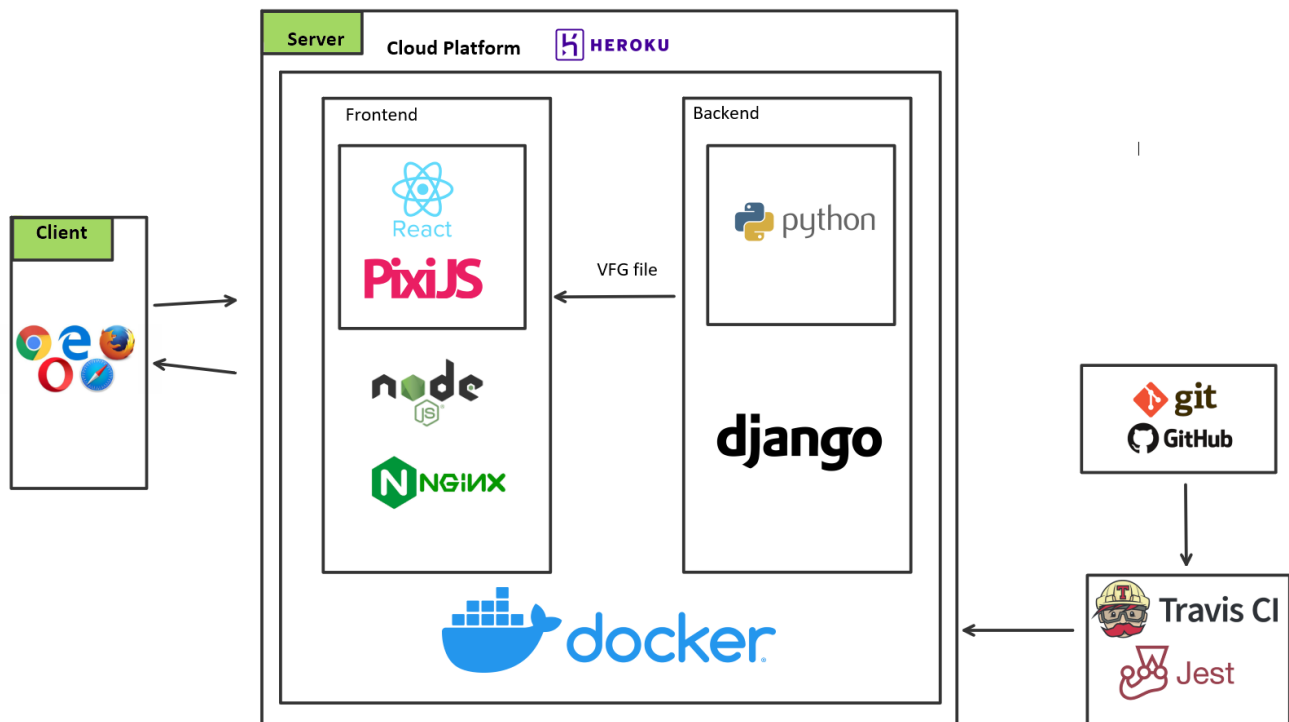 Server
Cloud Platform
HEROKU
Frontend
Backend
React
PixiJS
python
Client
VFG file
node
JS
django
NGiNX
git
GitHub
docker
T
Travis CI
Jest